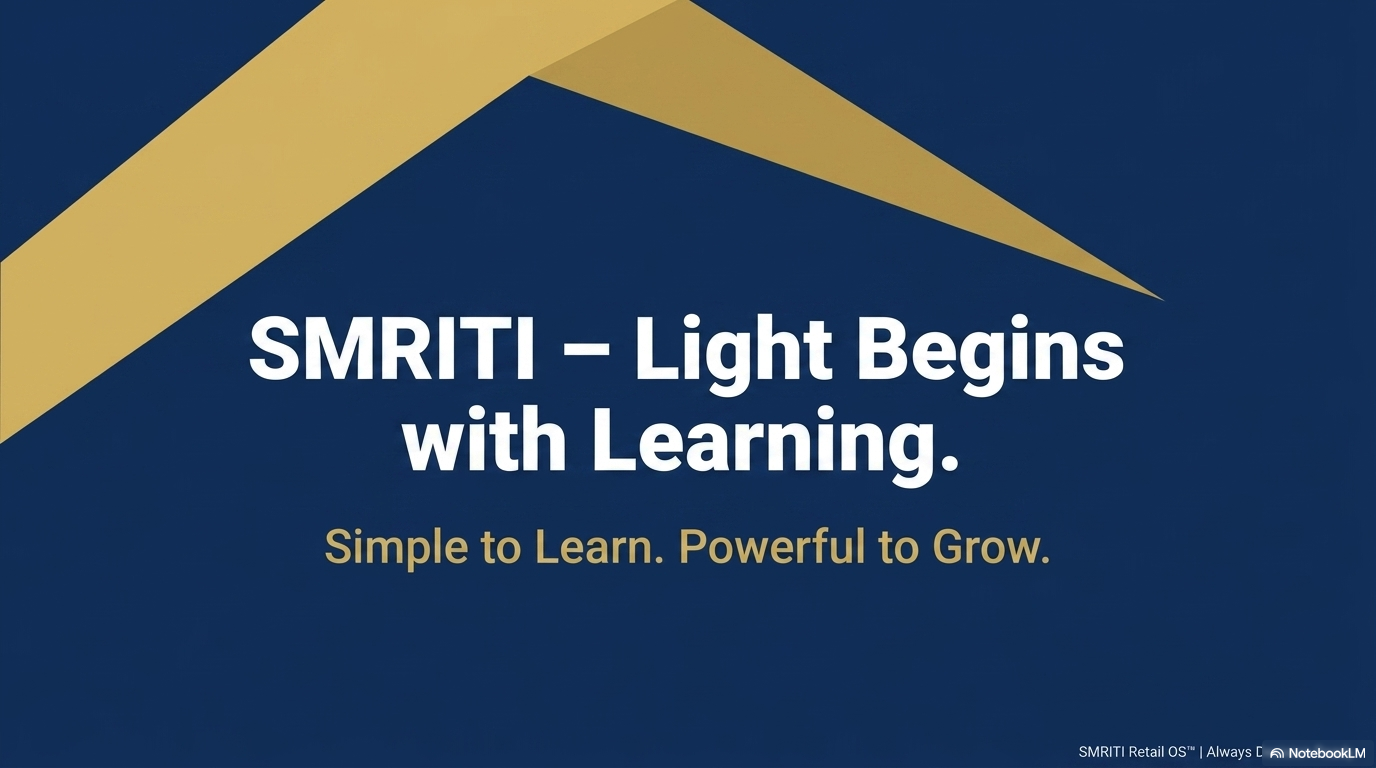 SMRITI – Light Begins
with Learning.
Simple to Learn. Powerful to Grow.
SMRITI Retail OS™ | Always
NotebookLM